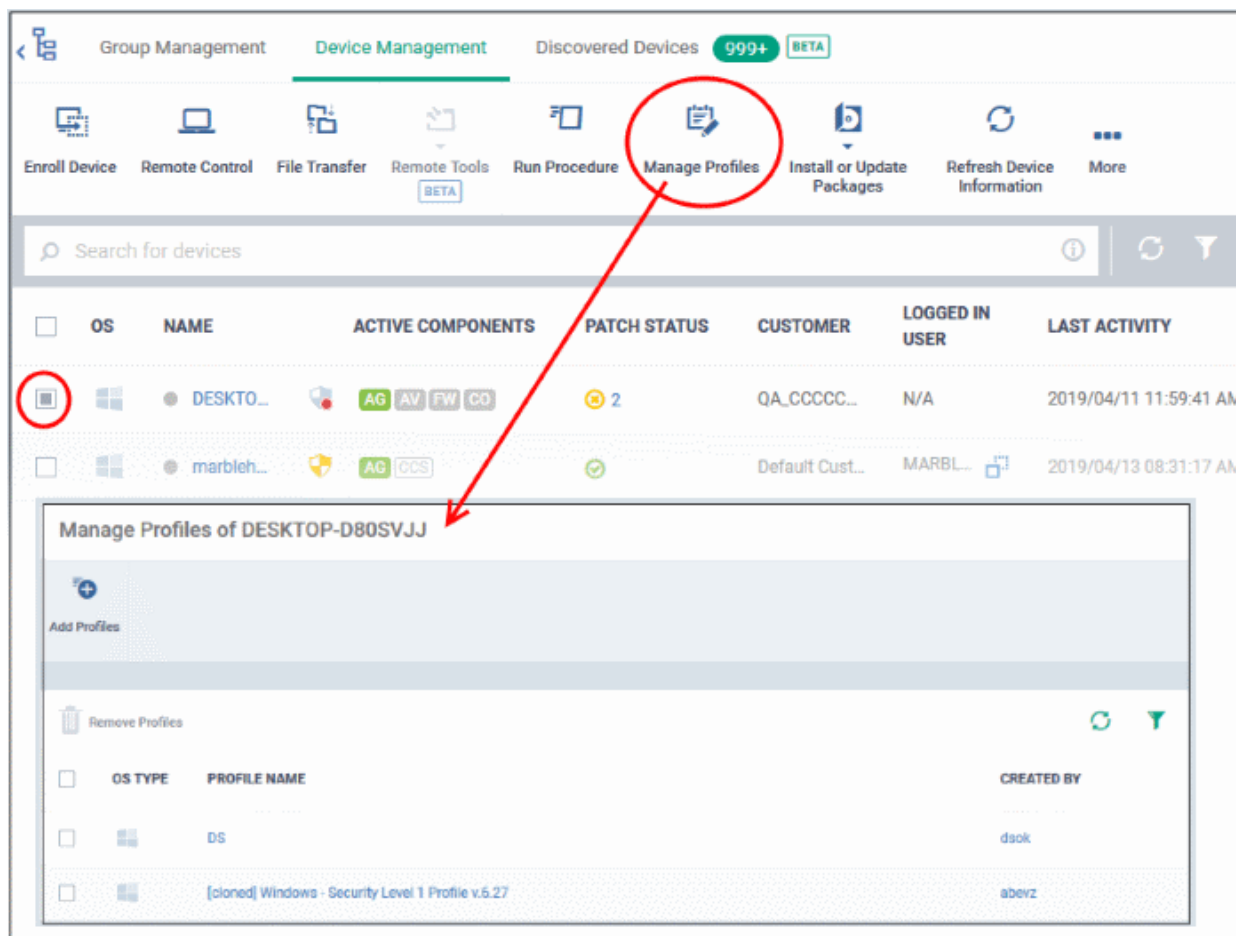 Group Management Device Management Discovered Devices 999+ BETA
Enroll Device Remote Control File Transfer Remote Tools Run Procedure Manage Profiles Install or Update Refresh Device More
BETA Packages Information
Search for devices
OS NAME ACTIVE COMPONENTS PATCH STATUS CUSTOMER LOGGED IN LAST ACTIVITY
USER
DESKTO... AG AV FW CO 2 QA_CCCCC... N/A 2019/04/11 11:59:41 AM
marbleh... AG CCS Default Cust... MARBL... 2019/04/13 08:31:17 AM
Manage Profiles of DESKTOP-D80SVJJ
Add Profiles
Remove Profiles
OS TYPE PROFILE NAME CREATED BY
DS dsok
[cloned] Windows - Security Level 1 Profile v.6.27 abevz